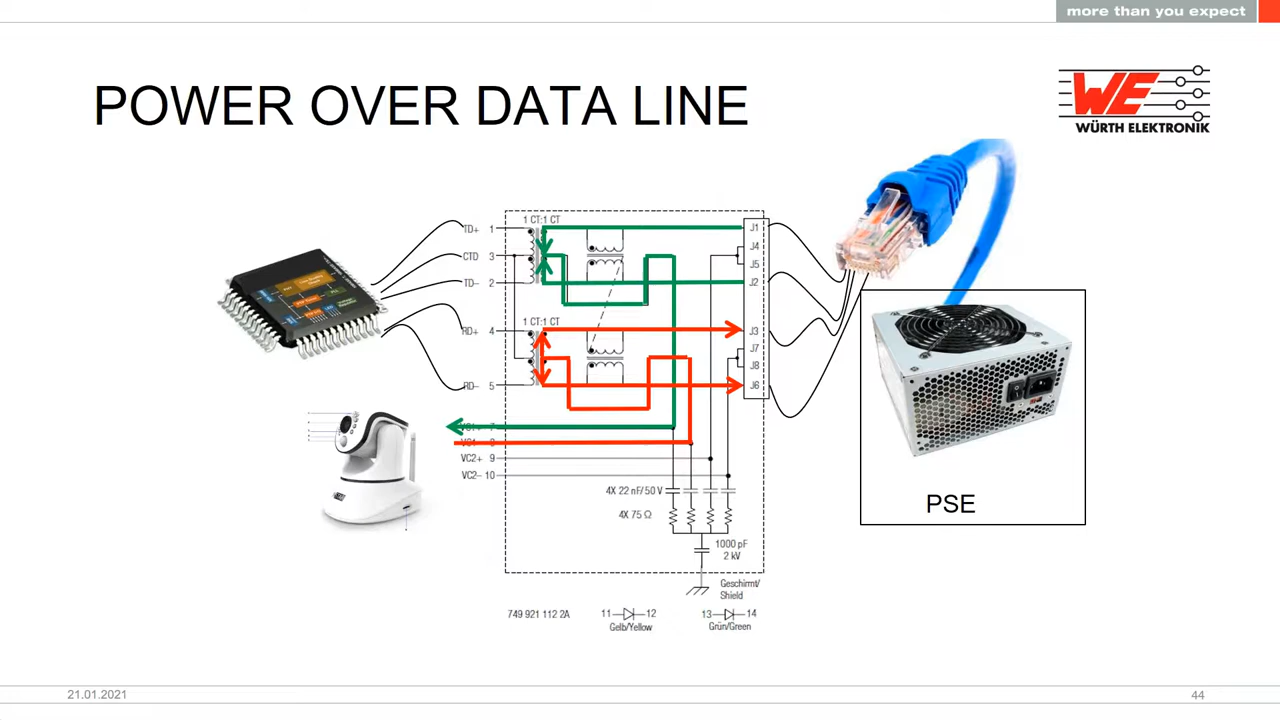 more than you expect
POWER OVER DATA LINE
WE
WÜRTH ELEKTRONIK
1 CT:1 CT
TD+ 1
CTD 3
TD– 2
J1
J4
J5
J2
1 CT:1 CT
RD+ 4
RD– 5
J3
J7
J8
J6
7
8
VC2+ 9
VC2– 10
4X 22 nF/50 V
4X 75 Ω
1000 pF
2 kV
Geschirmt/
Shield
749 921 112 2A
11 12
Gelb/Yellow
13 14
Grün/Green
PSE
21.01.2021
44